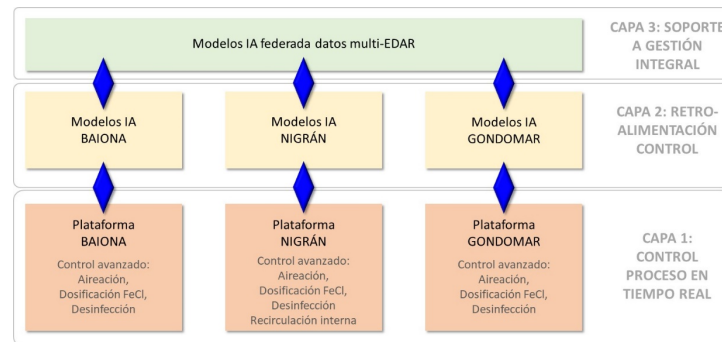 Modelos IA federada datos multi-EDAR
CAPA 3: SOPORTE
A GESTIÓN
INTEGRAL
Modelos IA
BAIONA
Modelos IA
NIGRÁN
Modelos IA
GONDOMAR
CAPA 2: RETRO-
ALIMENTACIÓN
CONTROL
Plataforma
BAIONA
Control avanzado:
Aireación,
Dosificación FeCl,
Desinfección
Plataforma
NIGRÁN
Control avanzado:
Aireación,
Dosificación FeCl,
Desinfección
Recirculación interna
Plataforma
GONDOMAR
Control avanzado:
Aireación,
Dosificación FeCl,
Desinfección
CAPA 1:
CONTROL
PROCESO EN
TIEMPO REAL